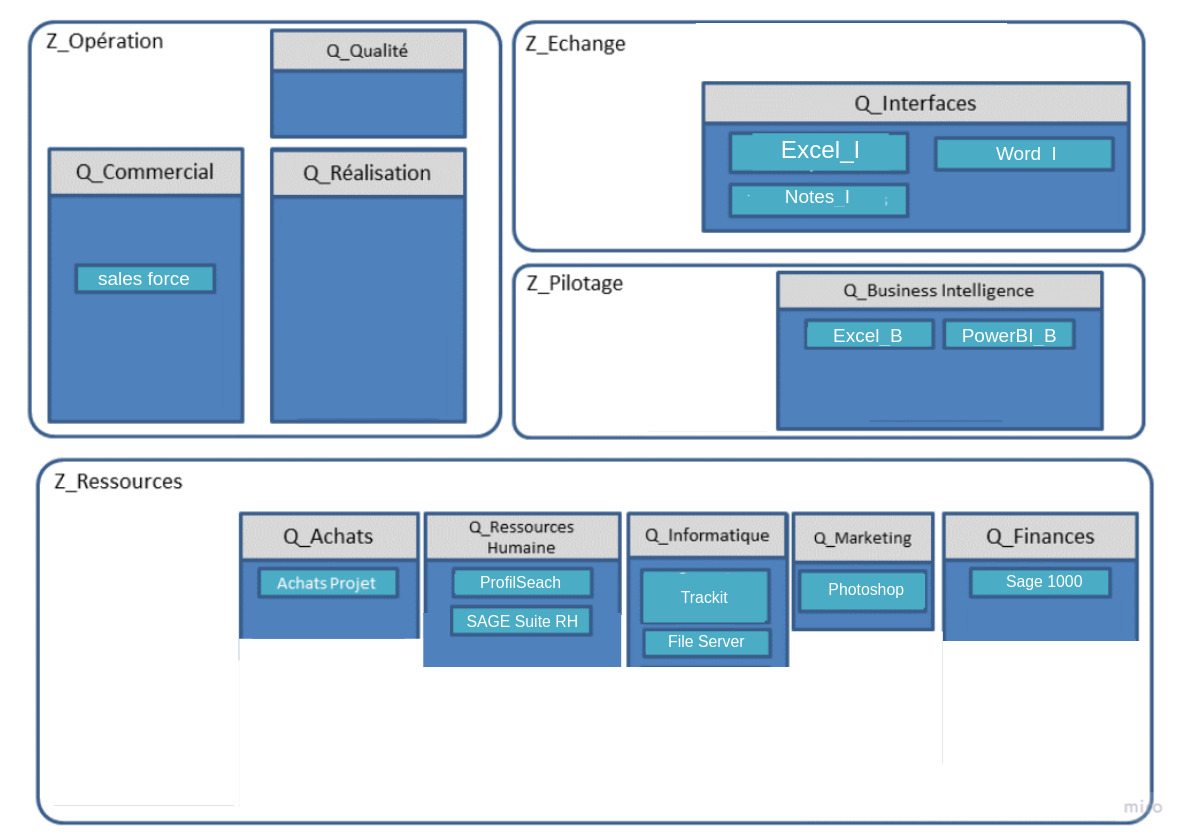 Z_Opération
Q_Qualité
Q_Commercial
Q_Réalisation
sales force
Z_Echange
Q_Interfaces
Excel_I
Word_I
Notes_I
Z_Pilotage
Q_Business Intelligence
Excel_B
PowerBI_B
Z_Ressources
Q_Achats
Achats Projet
Q_Ressources
Humaine
ProfilSeach
SAGE Suite RH
Q_Informatique
Trackit
File Server
Q_Marketing
Photoshop
Q_Finances
Sage 1000
miro